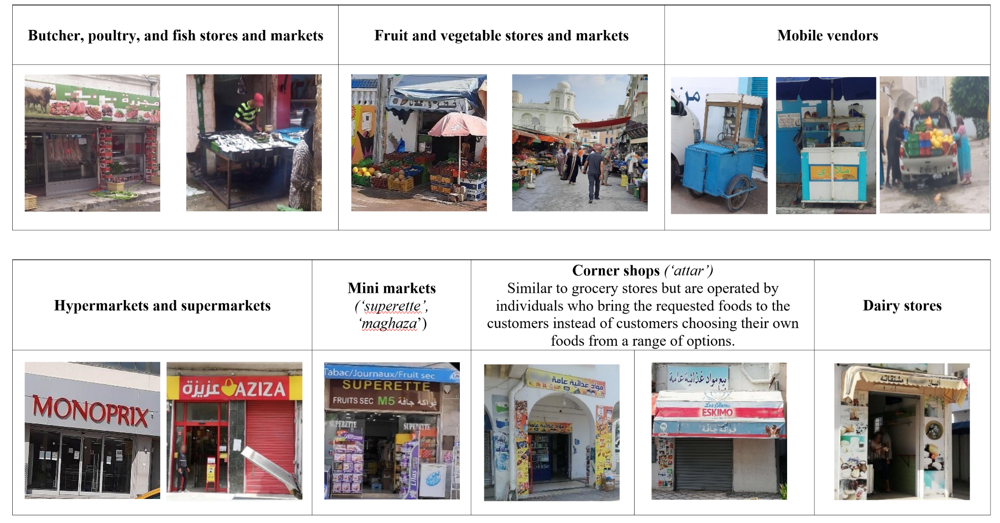 Butcher, poultry, and fish stores and markets
Fruit and vegetable stores and markets
Mobile vendors
مجزرة
خضر و غلال
ملاوي
Hypermarkets and supermarkets
Mini markets
(‘superette’,
‘maghaza’)
Corner shops (‘attar’)
Similar to grocery stores but are operated by
individuals who bring the requested foods to the
customers instead of customers choosing their own
foods from a range of options.
Dairy stores
MONOPRIX
عزيزة AZIZA
Tabac/Journaux/Fruit sec
SUPERETTE
FRUITS SEC M5 فواكه جافة
SUPERETTE
SUPERETTE
Lilas
مواد غذائية عامة
مواد غذائية عامة
بيع مواد غذائية عامة
Les Glaces
ESKIMO
فواكه جافة
ألبان و مشتقاته